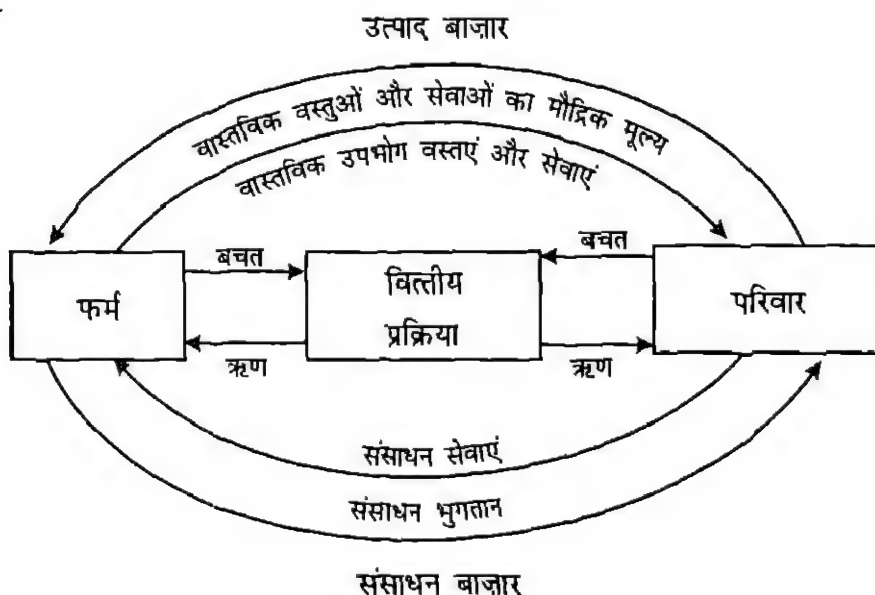 उत्पाद बाज़ार
वास्तविक वस्तुओं और सेवाओं का मौद्रिक मूल्य
वास्तविक उपभोग वस्तएं और सेवाएं
बचत
बचत
फर्म
वित्तीय
प्रक्रिया
परिवार
ऋण
ऋण
संसाधन सेवाएं
संसाधन भुगतान
संसाधन बाज़ार